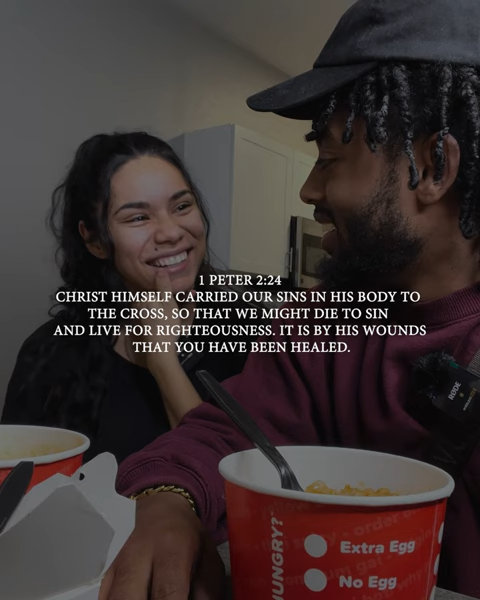 1 PETER 2:24
CHRIST HIMSELF CARRIED OUR SINS IN HIS BODY TO
THE CROSS, SO THAT WE MIGHT DIE TO SIN
AND LIVE FOR RIGHTEOUSNESS. IT IS BY HIS WOUNDS
THAT YOU HAVE BEEN HEALED.
RODE
HUNGRY?
Extra Egg
No Egg